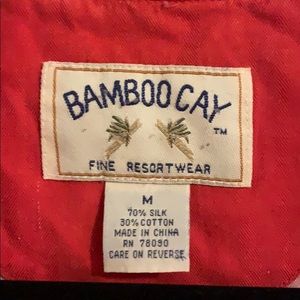 BAMBOO CAY
TM
FINE RESORTWEAR
M
70% SILK
30% COTTON
MADE IN CHINA
RN 78090
CARE ON REVERSE